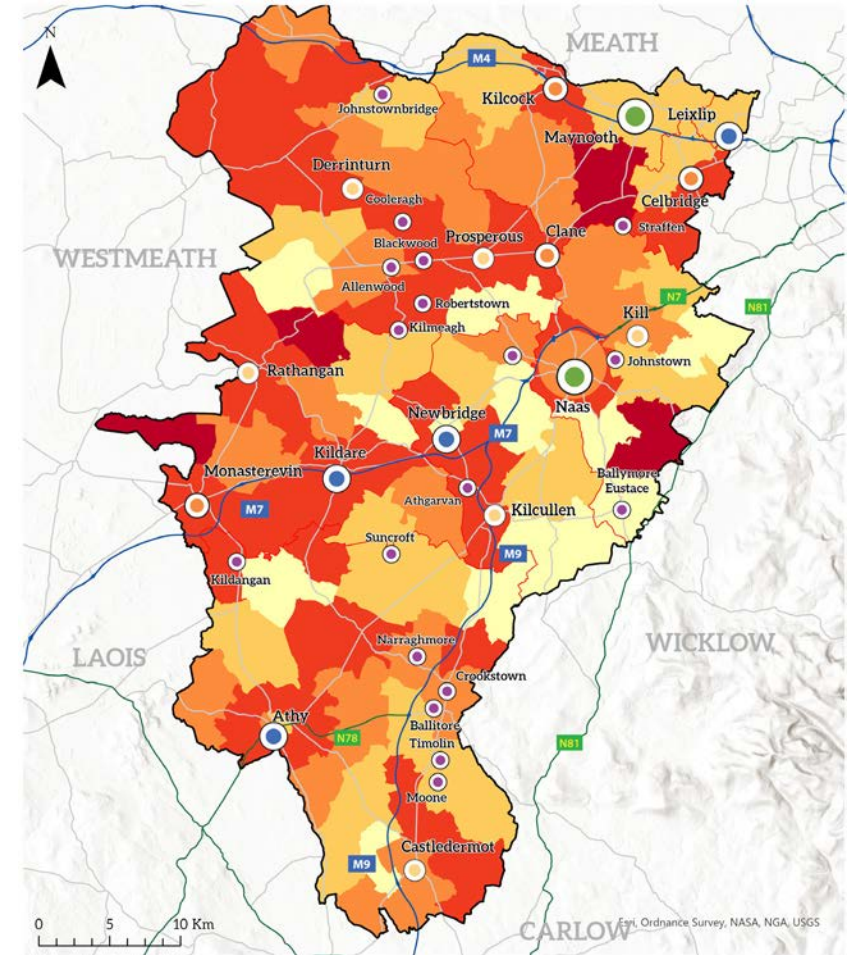 N
MEATH
M4
Kilcock
Johnstownbridge
Leixlip
Maynooth
Derrinturn
Cooleragh
Celbridge
Straffen
Blackwood
Prosperous
Clane
WESTMEATH
Allenwood
N7
N81
Robertstown
Kill
Kilmeagh
Johnstown
Rathangan
Naas
Newbridge
M7
Kildare
Monasterevin
Ballymore
Eustace
Athgarvan
M7
Kilcullen
Suncroft
M9
Kildangan
Narraghmore
WICKLOW
LAOIS
Crookstown
Athy
Ballitore
N78
Timolin
N81
Moone
Castledermot
M9
0 5 10 Km
Esri, Ordnance Survey, NASA, NGA, USGS
CARLOW